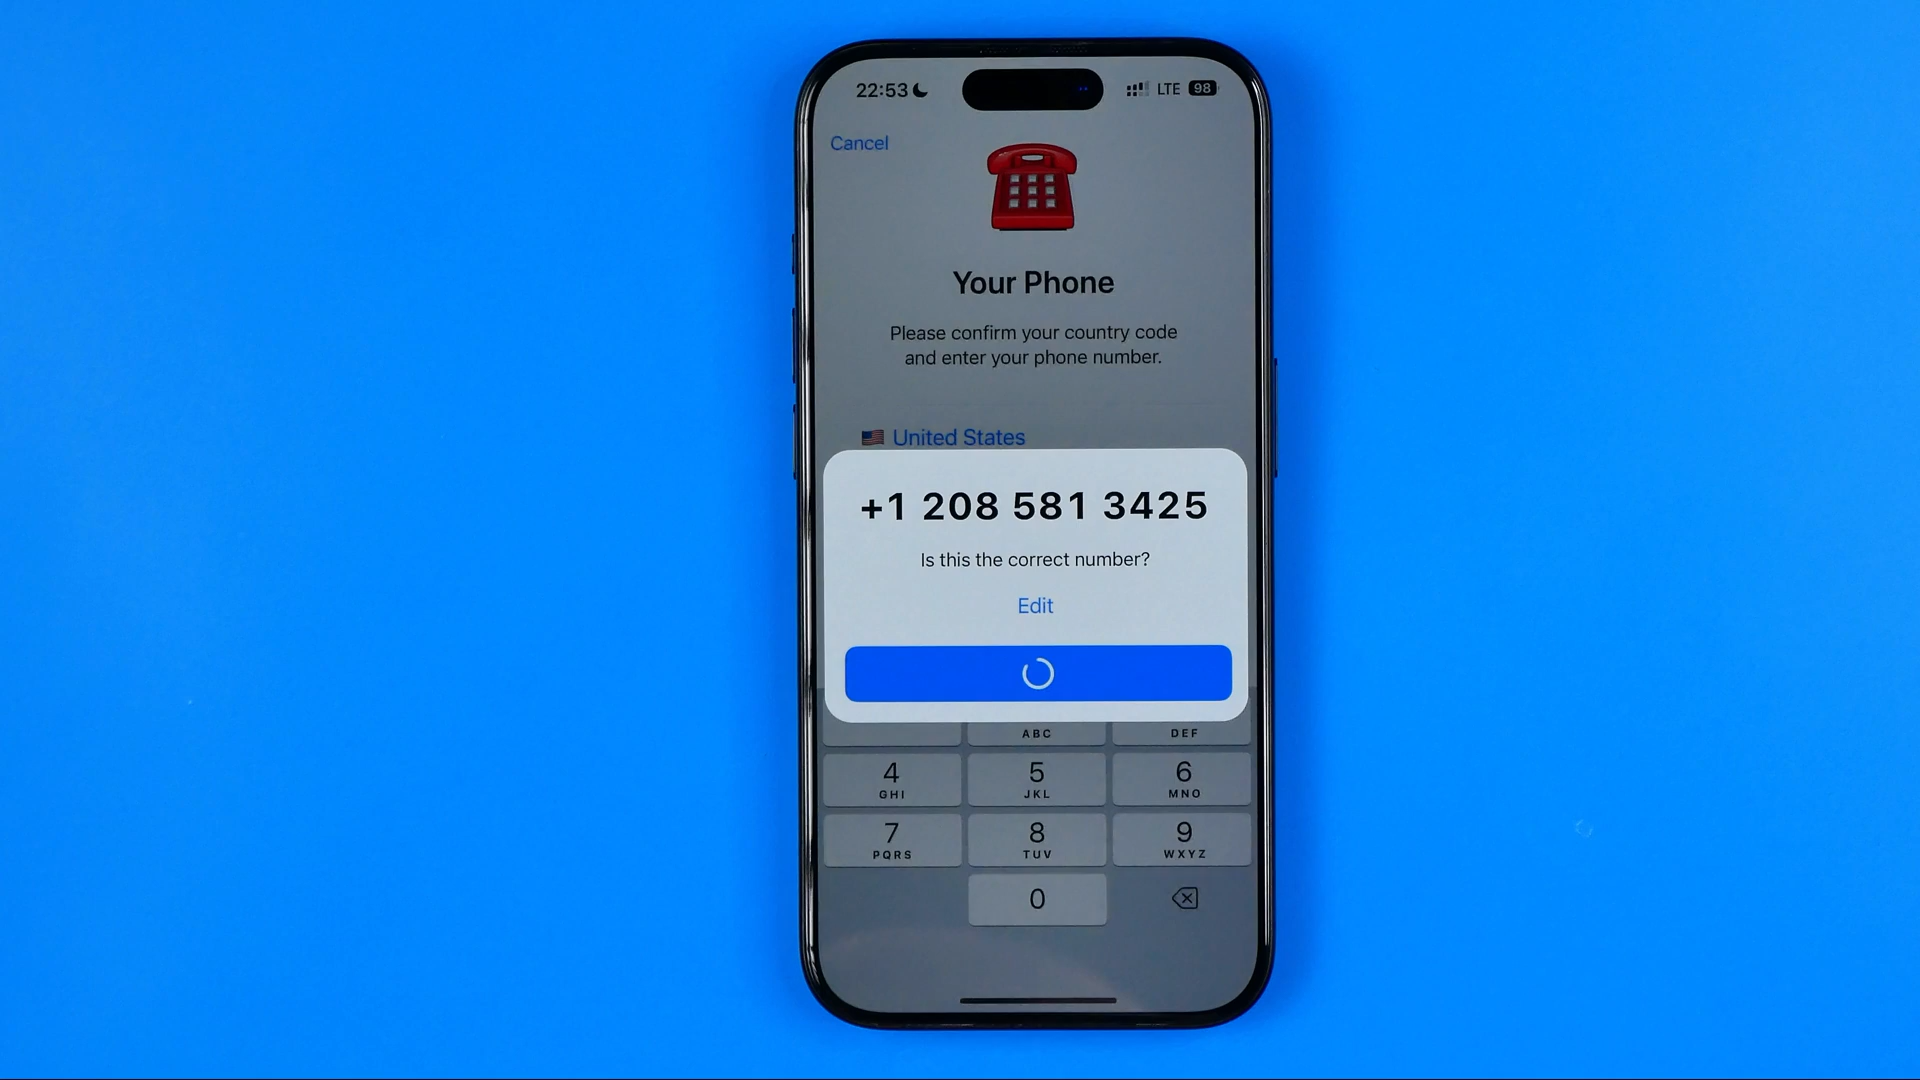 22:53 LTE 98
Cancel
Your Phone
Please confirm your country code
and enter your phone number.
United States
+1 208 581 3425
Is this the correct number?
Edit
ABC DEF
4 5 6
GHI JKL MNO
7 8 9
PQRS TUV WXYZ
0